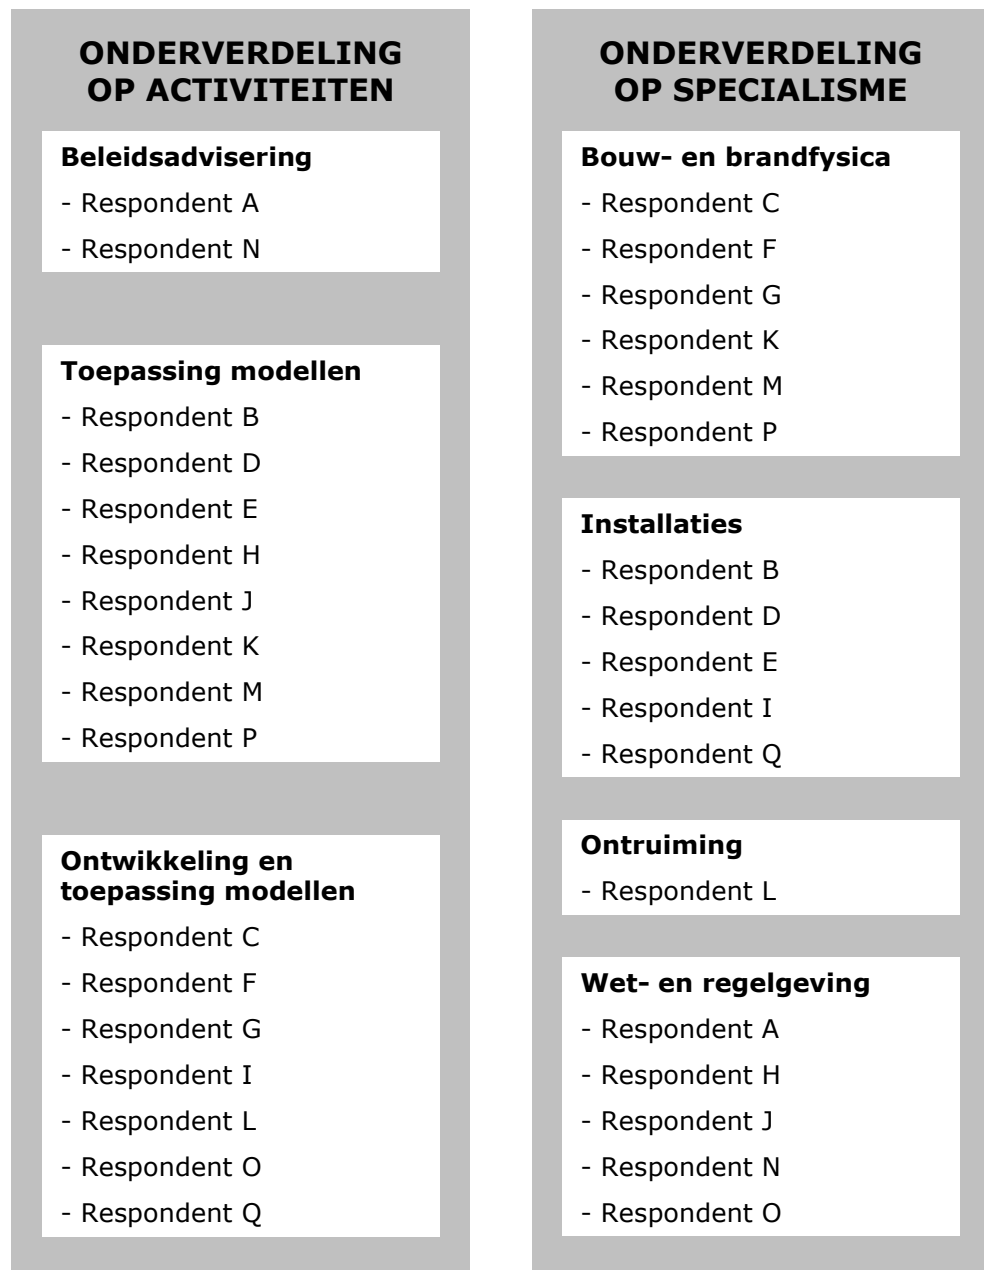 ONDERVERDELING
OP ACTIVITEITEN
Beleidsadvisering
- Respondent A
- Respondent N
Toepassing modellen
- Respondent B
- Respondent D
- Respondent E
- Respondent H
- Respondent J
- Respondent K
- Respondent M
- Respondent P
Ontwikkeling en
toepassing modellen
- Respondent C
- Respondent F
- Respondent G
- Respondent I
- Respondent L
- Respondent O
- Respondent Q
ONDERVERDELING
OP SPECIALISME
Bouw- en brandfysica
- Respondent C
- Respondent F
- Respondent G
- Respondent K
- Respondent M
- Respondent P
Installaties
- Respondent B
- Respondent D
- Respondent E
- Respondent I
- Respondent Q
Ontruiming
- Respondent L
Wet- en regelgeving
- Respondent A
- Respondent H
- Respondent J
- Respondent N
- Respondent O